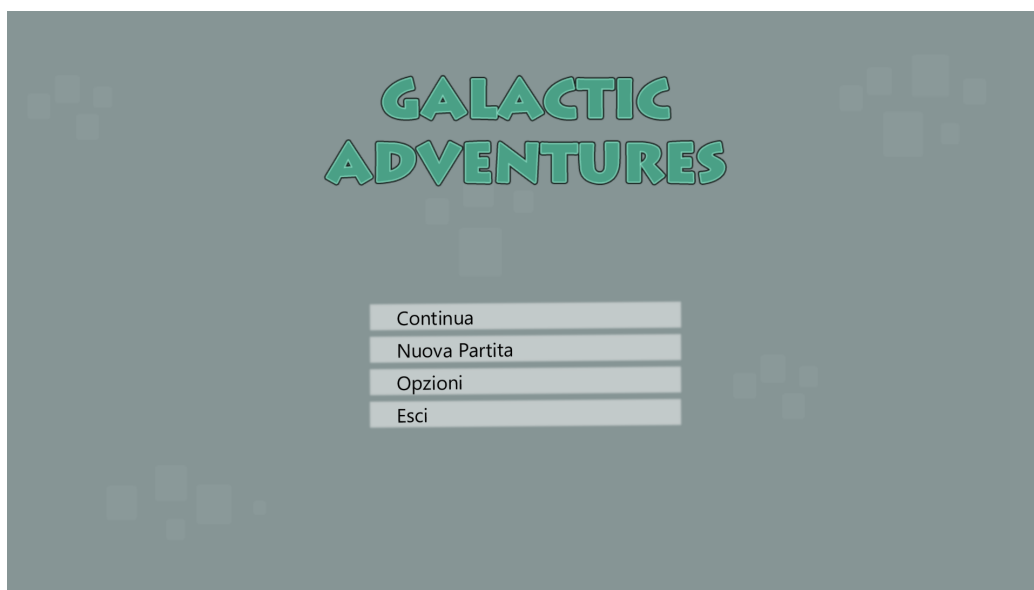 GALACTIC
ADVENTURES
Continua
Nuova Partita
Opzioni
Esci